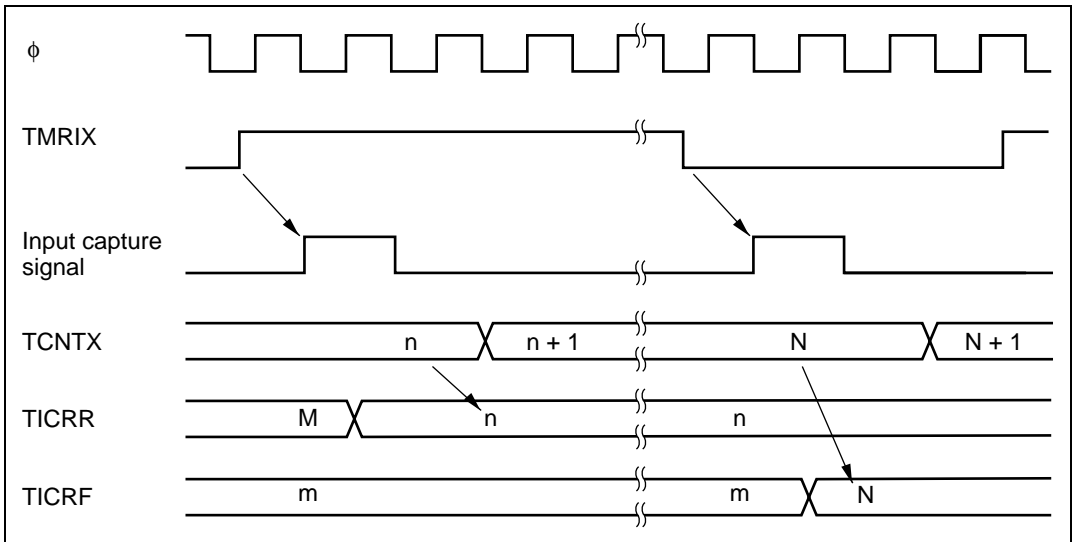 ϕ
TMRIX
Input capture
signal
TCNTX n n + 1 N N + 1
TICRR M n n
TICRF m m N